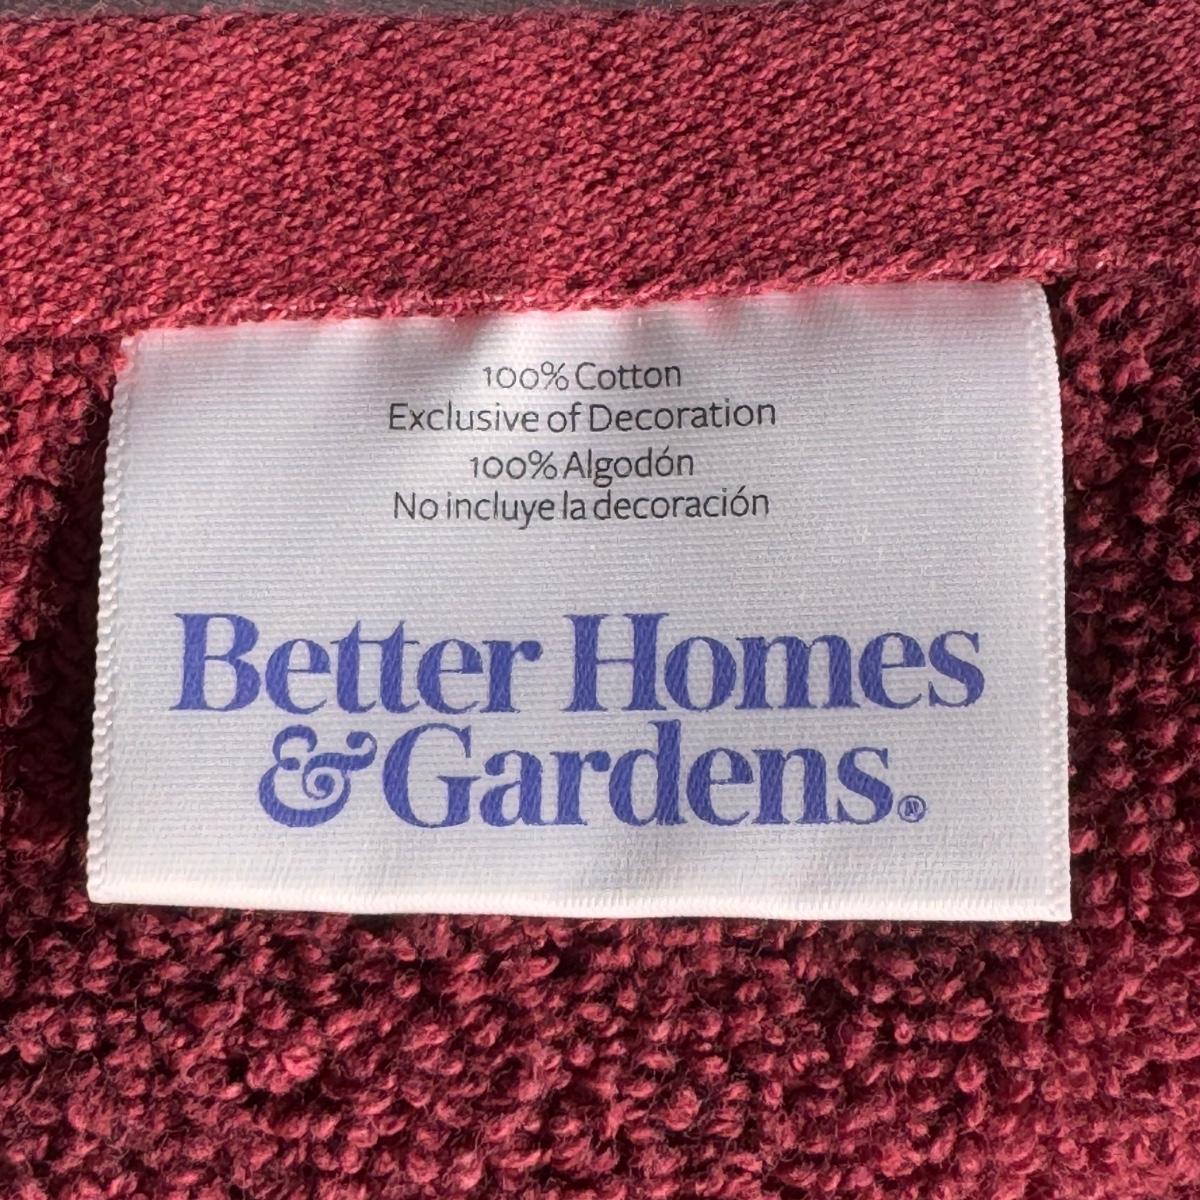 100% Cotton
Exclusive of Decoration
100% Algodón
No incluye la decoración
Better Homes
& Gardens®